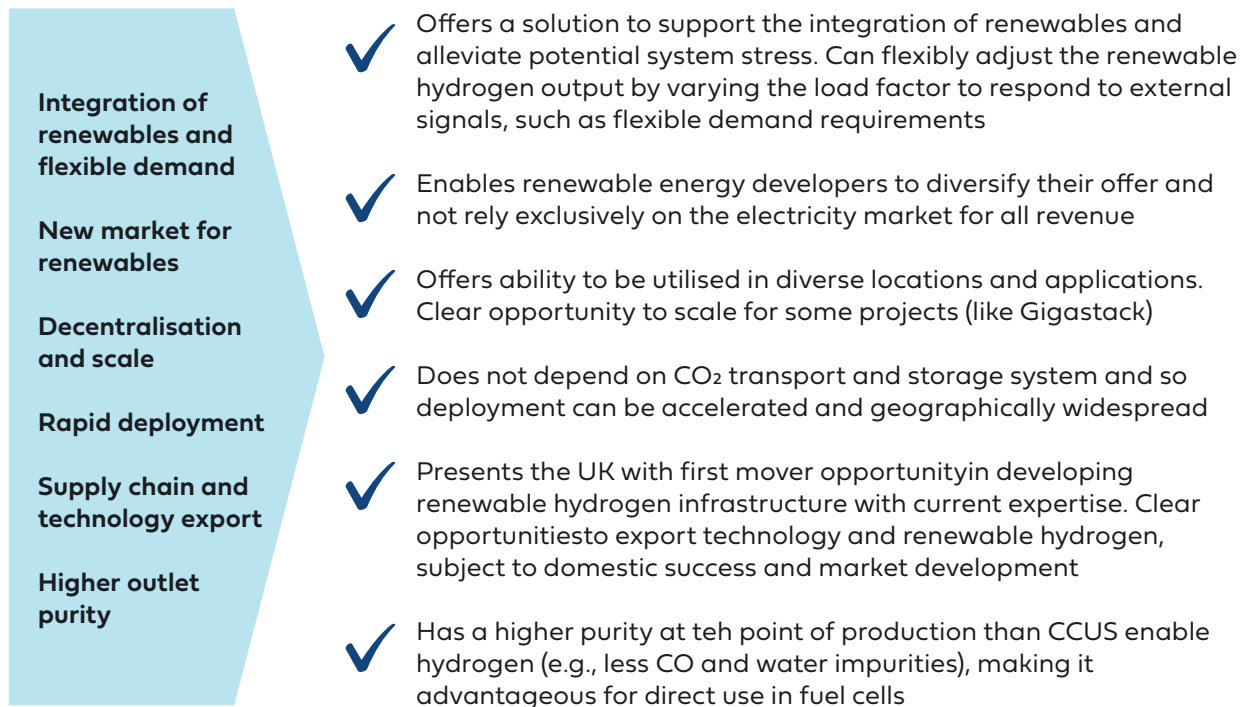 Integration of
renewables and
flexible demand
New market for
renewables
Decentralisation
and scale
Rapid deployment
Supply chain and
technology export
Higher outlet
purity
Offers a solution to support the integration of renewables and
alleviate potential system stress. Can flexibly adjust the renewable
hydrogen output by varying the load factor to respond to external
signals, such as flexible demand requirements
Enables renewable energy developers to diversify their offer and
not rely exclusively on the electricity market for all revenue
Offers ability to be utilised in diverse locations and applications.
Clear opportunity to scale for some projects (like Gigastack)
Does not depend on CO₂ transport and storage system and so
deployment can be accelerated and geographically widespread
Presents the UK with first mover opportunityin developing
renewable hydrogen infrastructure with current expertise. Clear
opportunitiesto export technology and renewable hydrogen,
subject to domestic success and market development
Has a higher purity at teh point of production than CCUS enable
hydrogen (e.g., less CO and water impurities), making it
advantageous for direct use in fuel cells